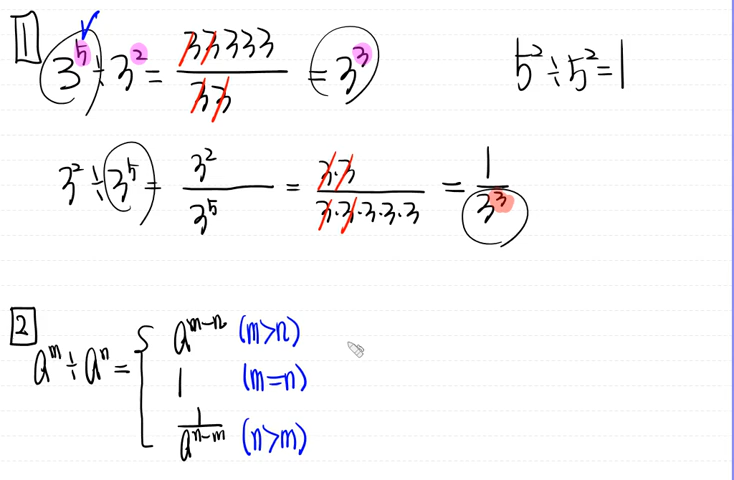 1
3^5 ÷ 3^2 = 33333/33 = 3^3
5^2 ÷ 5^2 = 1
3^2 ÷ 3^5 = 3^2/3^5 = 3·3/3·3·3·3·3 = 1/3^3
2
a^m ÷ a^n = { a^(m-n) (m>n)
1 (m=n)
1/a^(n-m) (n>m)